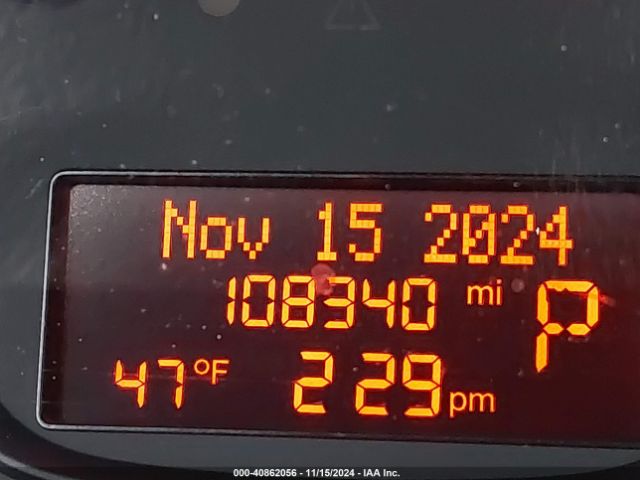 Nov 15 2024
108340 mi
P
47°F 2 29 pm
000-40862056 - 11/15/2024 - IAA Inc.